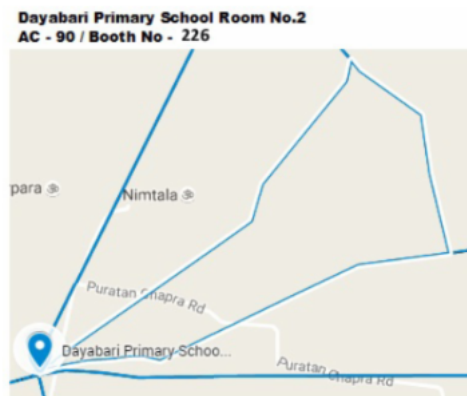 Dayabari Primary School Room No.2
AC - 90 / Booth No - 226
para
Nimtala
Puratan Chapra Rd
Dayabari Primary Schoo...
Puratan Chapra Rd